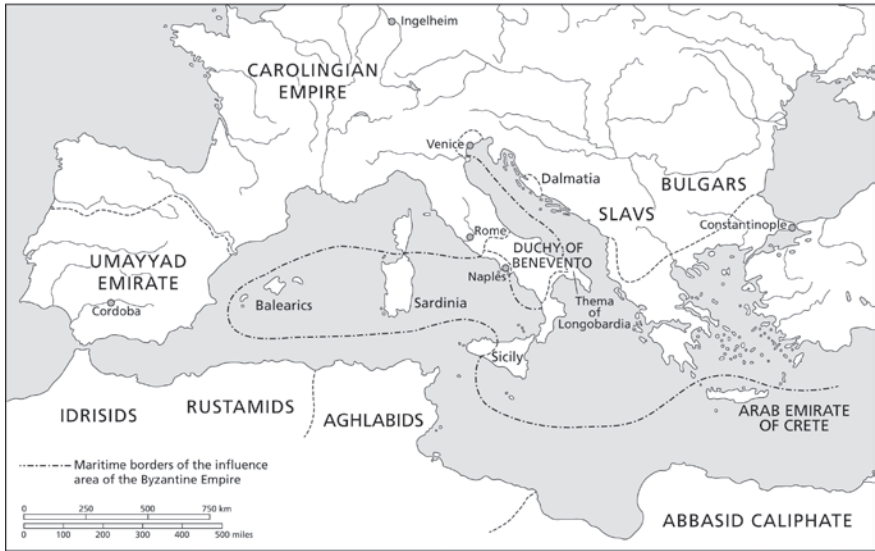 Ingelheim
CAROLINGIAN
EMPIRE
Venice
Dalmatia
BULGARS
SLAVS
Constantinople
Rome
DUCHY OF
BENEVENTO
UMAYYAD
EMIRATE
Naples
Cordoba
Balearics
Sardinia
Thema
of
Longobardia
Sicily
IDRISIDS
RUSTAMIDS
AGHLABIDS
ARAB EMIRATE
OF CRETE
Maritime borders of the influence
area of the Byzantine Empire
0 250 500 750 km
0 100 200 300 400 500 miles
ABBASID CALIPHATE